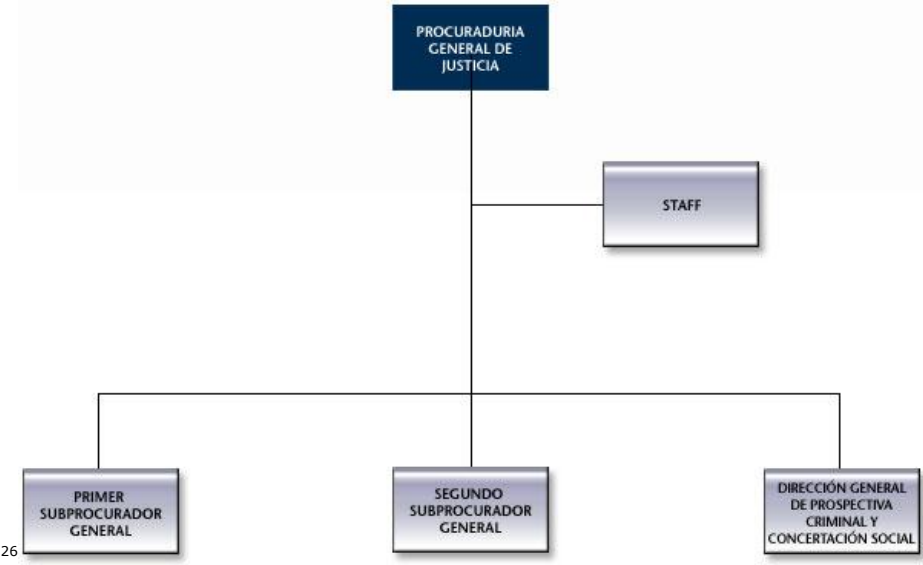 PROCURADURIA
GENERAL DE
JUSTICIA
STAFF
PRIMER
SUBPROCURADOR
GENERAL
SEGUNDO
SUBPROCURADOR
GENERAL
DIRECCIÓN GENERAL
DE PROSPECTIVA
CRIMINAL Y
CONCERTACIÓN SOCIAL
26